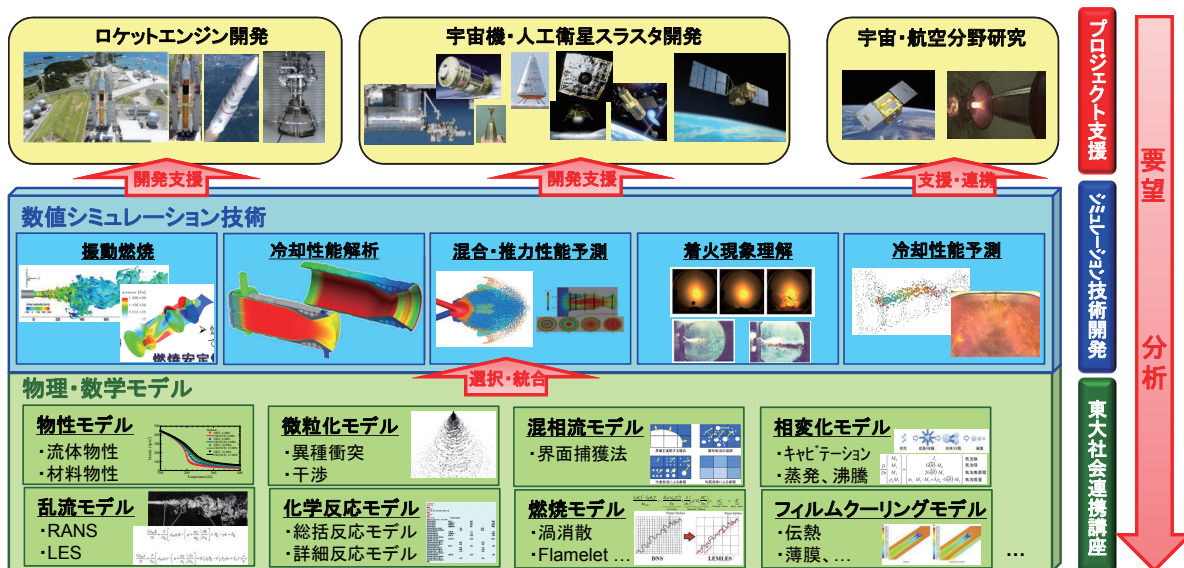 ロケットエンジン開発
宇宙機・人工衛星スラスタ開発
宇宙・航空分野研究
プロジェクト支援
開発支援
開発支援
支援・連携
要望
分析
数値シミュレーション技術
シミュレーション技術開発
振動燃焼
冷却性能解析
混合・推力性能予測
着火現象理解
冷却性能予測
燃焼安定
選択・統合
物理・数学モデル
東大社会連携講座
物性モデル
・流体物性
・材料物性
微粒化モデル
・異種衝突
・干渉
混相流モデル
・界面捕獲法
相変化モデル
・キャビテーション
・蒸発、沸騰
乱流モデル
・RANS
・LES
化学反応モデル
・総括反応モデル
・詳細反応モデル
燃焼モデル
・渦消散
・Flamelet …
DNS
LEMLES
フィルムクーリングモデル
・伝熱
・薄膜、…
…